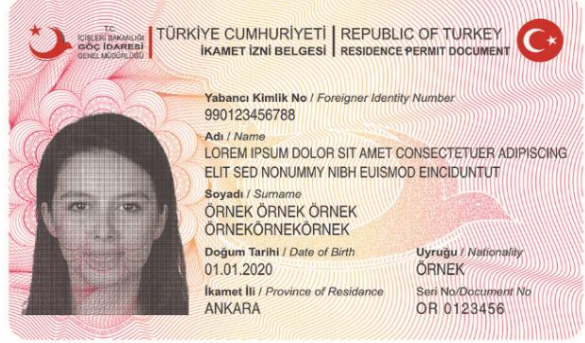 T.C.
İÇİŞLERİ BAKANLIĞI
GÖÇ İDARESİ
GENEL MÜDÜRLÜĞÜ
TÜRKİYE CUMHURİYETİ | REPUBLIC OF TURKEY
İKAMET İZNİ BELGESİ | RESIDENCE PERMIT DOCUMENT
Yabancı Kimlik No / Foreigner Identity Number
990123456788
Adı / Name
LOREM IPSUM DOLOR SIT AMET CONSECTETUER ADIPISCING
ELIT SED NONUMMY NIBH EUISMOD EINCIDUNTUT
Soyadı / Surname
ÖRNEK ÖRNEK ÖRNEK
ÖRNEKÖRNEKÖRNEK
Doğum Tarihi / Date of Birth Uyruğu / Nationality
01.01.2020 ÖRNEK
İkamet İli / Province of Residance Seri No/Document No
ANKARA OR 0123456